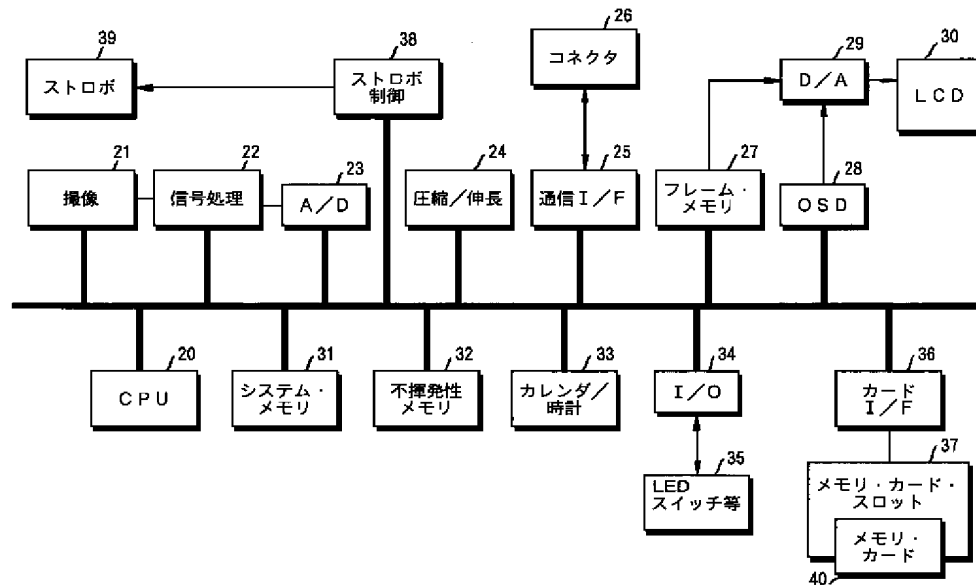 39
38
26
29
30
ストロボ
ストロボ
制御
コネクタ
D/A
LCD
21
22
23
24
25
27
28
撮像
信号処理
A/D
圧縮/伸長
通信I/F
フレーム・
メモリ
OSD
20
31
32
33
34
36
CPU
システム・
メモリ
不揮発性
メモリ
カレンダ/
時計
I/O
カード
I/F
35
37
LED
スイッチ等
メモリ・カード・
スロット
メモリ・
カード
40